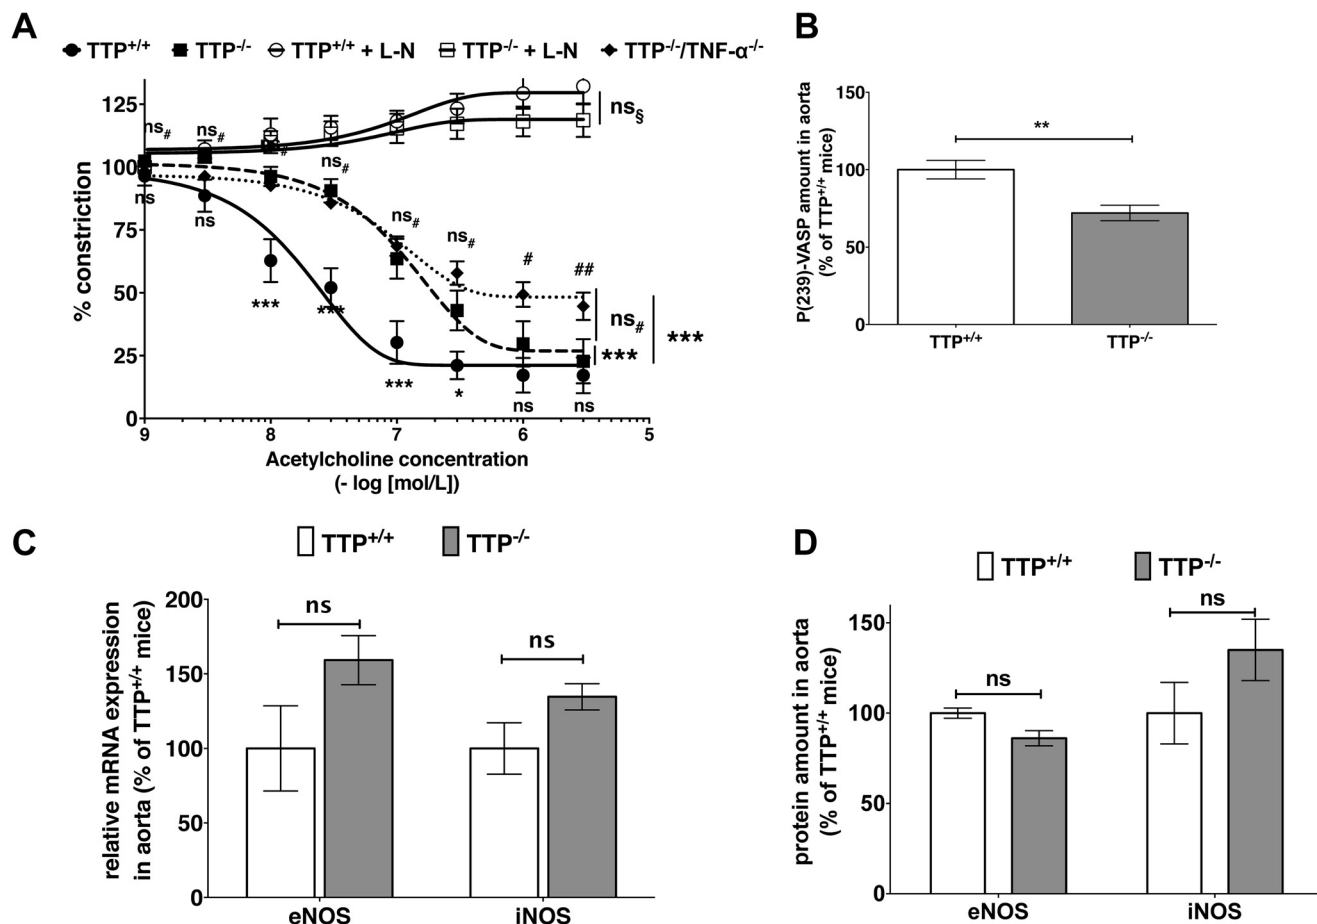 A
TTP+/+ TTP-/- TTP+/+ + L-N TTP-/- + L-N TTP-/-/TNF-α-/-
% constriction
125
100
75
50
25
0
ns# ns# # ns# ns# ns# # ##
ns ns *** *** *** * ns ns
ns§
ns#
***
***
9 8 7 6 5
Acetylcholine concentration
(- log [mol/L])
B
P(239)-VASP amount in aorta
(% of TTP+/+ mice)
150
100
50
0
**
TTP+/+ TTP-/-
C
TTP+/+ TTP-/-
relative mRNA expression
in aorta (% of TTP+/+ mice)
200
150
100
50
0
ns ns
eNOS iNOS
D
TTP+/+ TTP-/-
protein amount in aorta
(% of TTP+/+ mice)
150
100
50
0
ns ns
eNOS iNOS